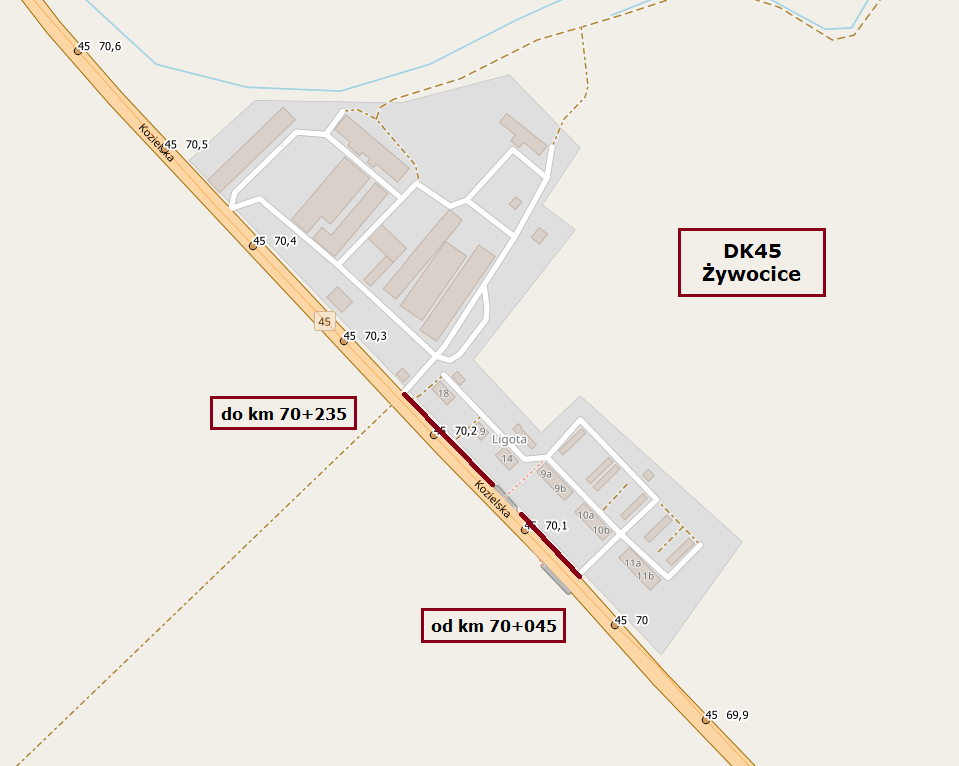 45 70,6
Kozielska
45 70,5
45 70,4
DK45
Żywocice
45
45 70,3
do km 70+235
18
45 70,2
9
Ligota
14
9a
9b
Kozielska
10a
10b
45 70,1
11a
11b
od km 70+045
45 70
45 69,9